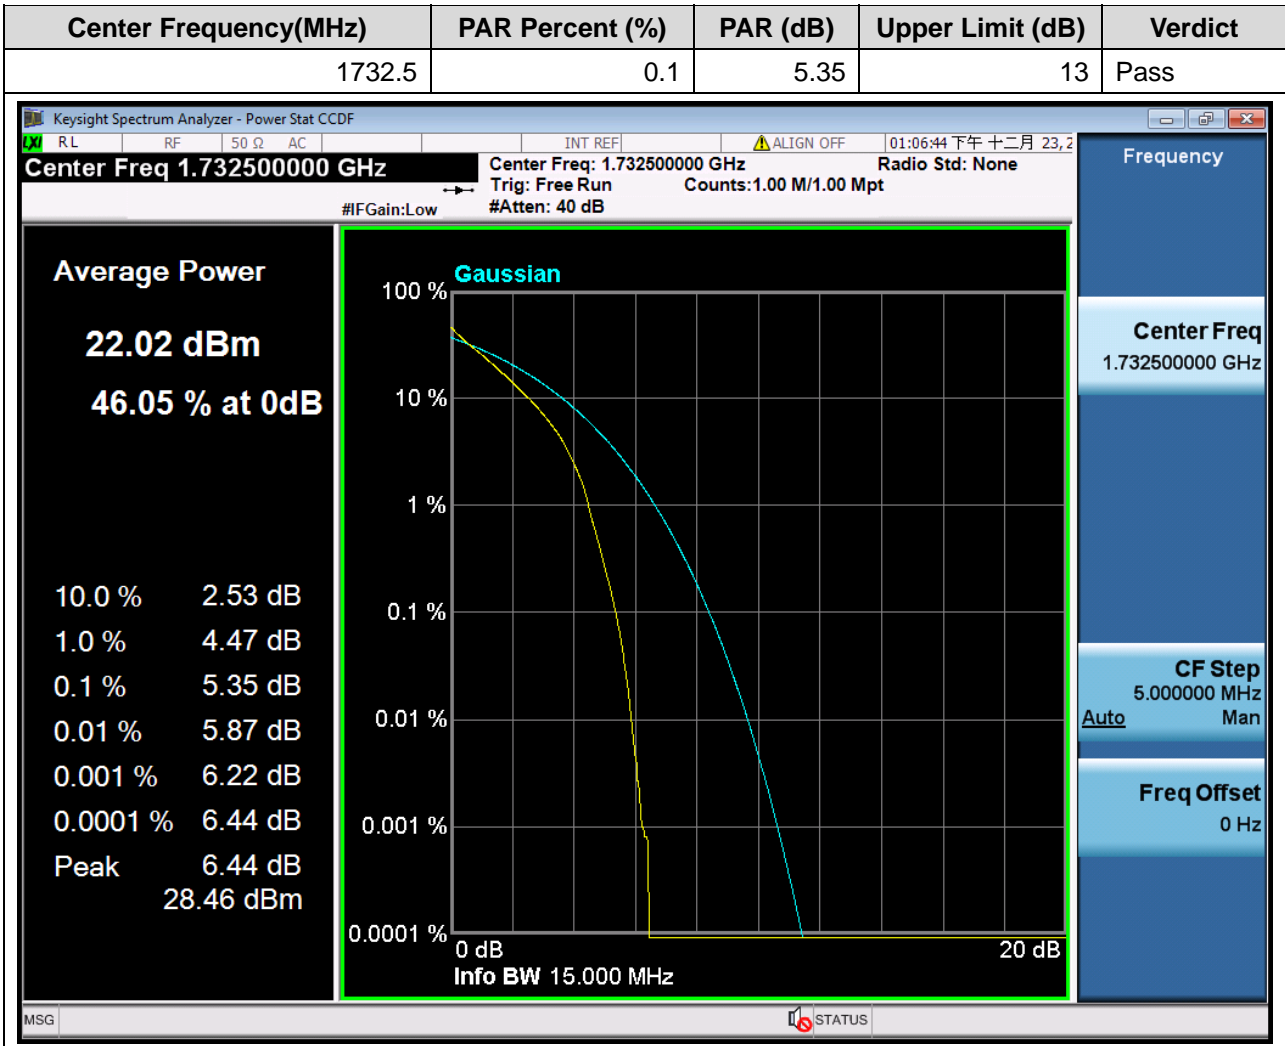 Center Frequency(MHz) PAR Percent (%) PAR (dB) Upper Limit (dB) Verdict
1732.5 0.1 5.35 13 Pass
Keysight Spectrum Analyzer - Power Stat CCDF
LXI RL RF 50 Ω AC INT REF ALIGN OFF 01:06:44 下午 十二月 23, 2
Center Freq 1.732500000 GHz
Center Freq: 1.732500000 GHz Radio Std: None
Trig: Free Run Counts:1.00 M/1.00 Mpt
#IFGain:Low #Atten: 40 dB
Average Power
22.02 dBm
46.05 % at 0dB
10.0 % 2.53 dB
1.0 % 4.47 dB
0.1 % 5.35 dB
0.01 % 5.87 dB
0.001 % 6.22 dB
0.0001 % 6.44 dB
Peak 6.44 dB
28.46 dBm
Gaussian
100 %
10 %
1 %
0.1 %
0.01 %
0.001 %
0.0001 %
0 dB 20 dB
Info BW 15.000 MHz
Frequency
Center Freq
1.732500000 GHz
CF Step
5.000000 MHz
Auto Man
Freq Offset
0 Hz
MSG STATUS